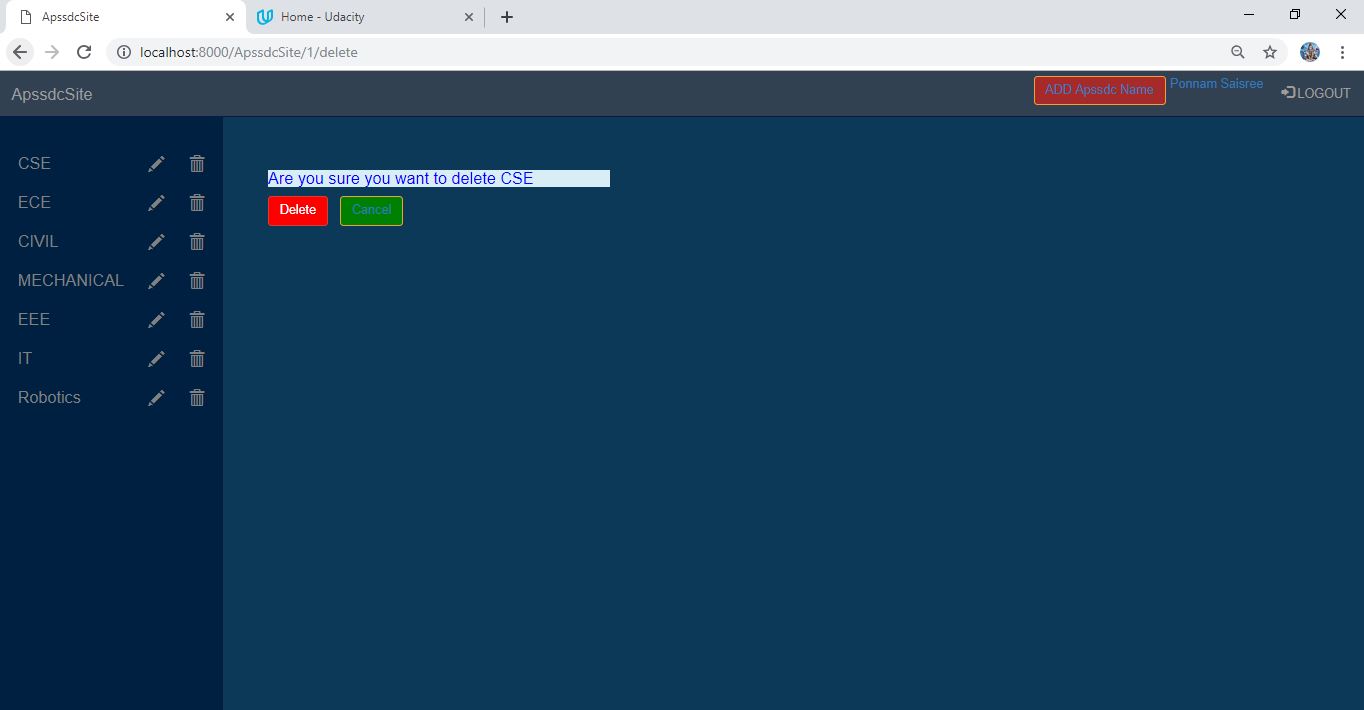 ApssdcSite
Home - Udacity
localhost:8000/ApssdcSite/1/delete
ApssdcSite
ADD Apssdc Name
Ponnam Saisree
LOGOUT
CSE
ECE
CIVIL
MECHANICAL
EEE
IT
Robotics
Are you sure you want to delete CSE
Delete
Cancel